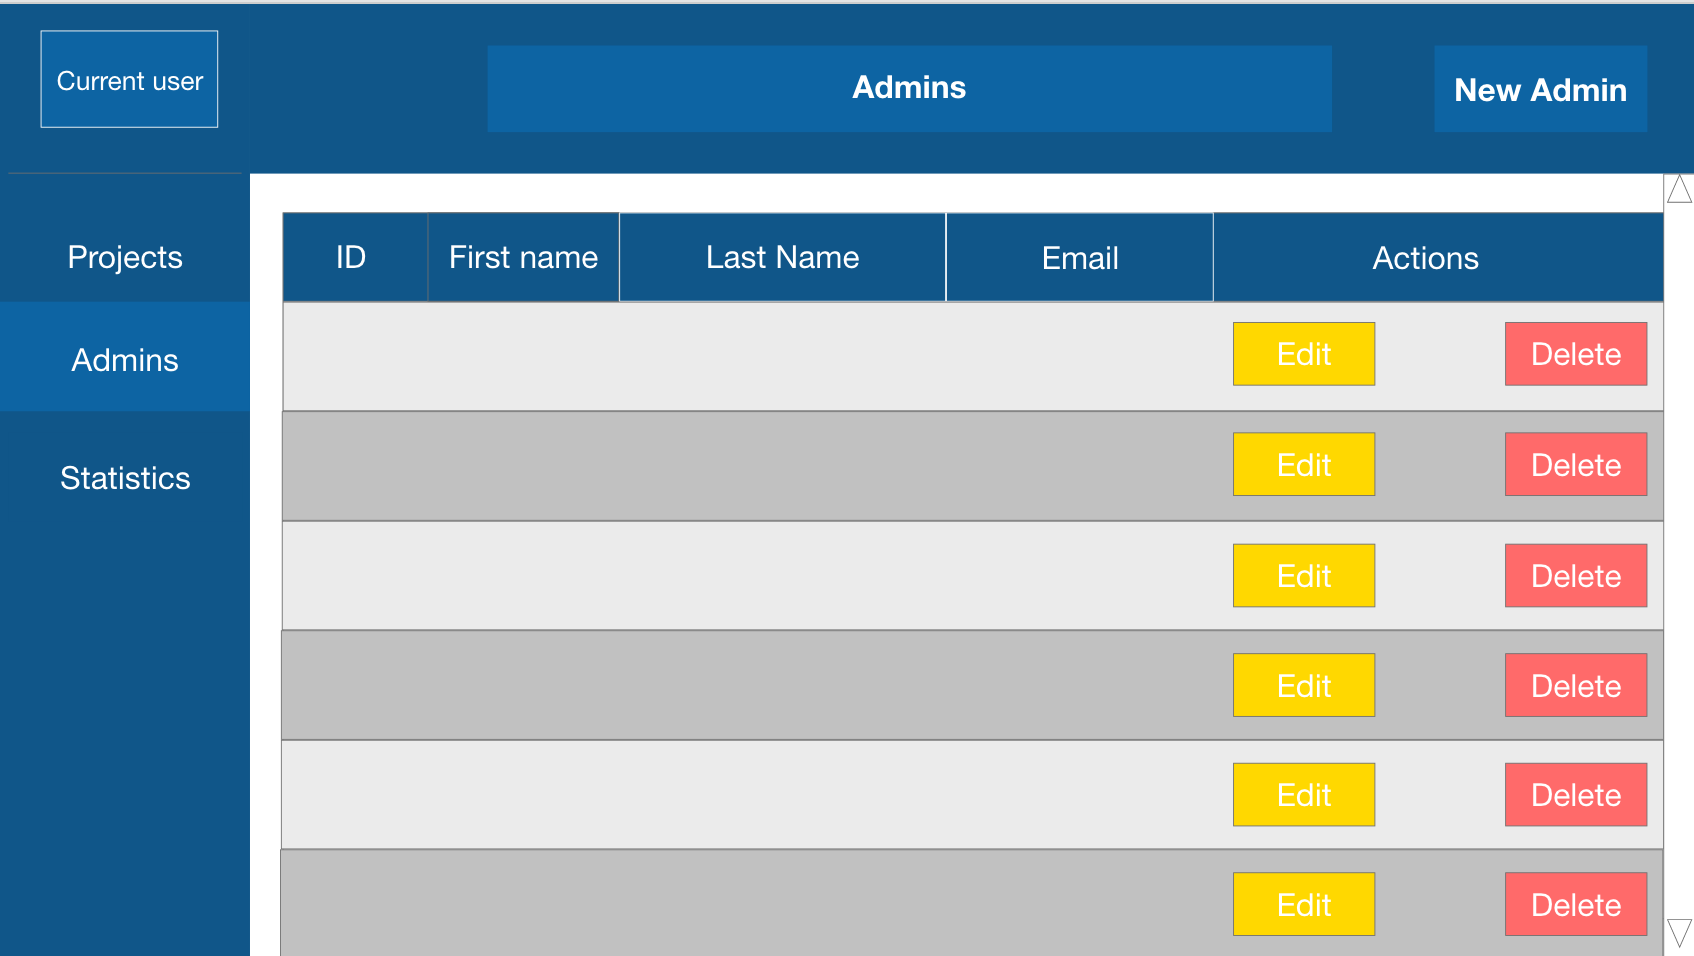 Current user
Admins
New Admin
Projects
Admins
Statistics
ID
First name
Last Name
Email
Actions
Edit
Delete
Edit
Delete
Edit
Delete
Edit
Delete
Edit
Delete
Edit
Delete